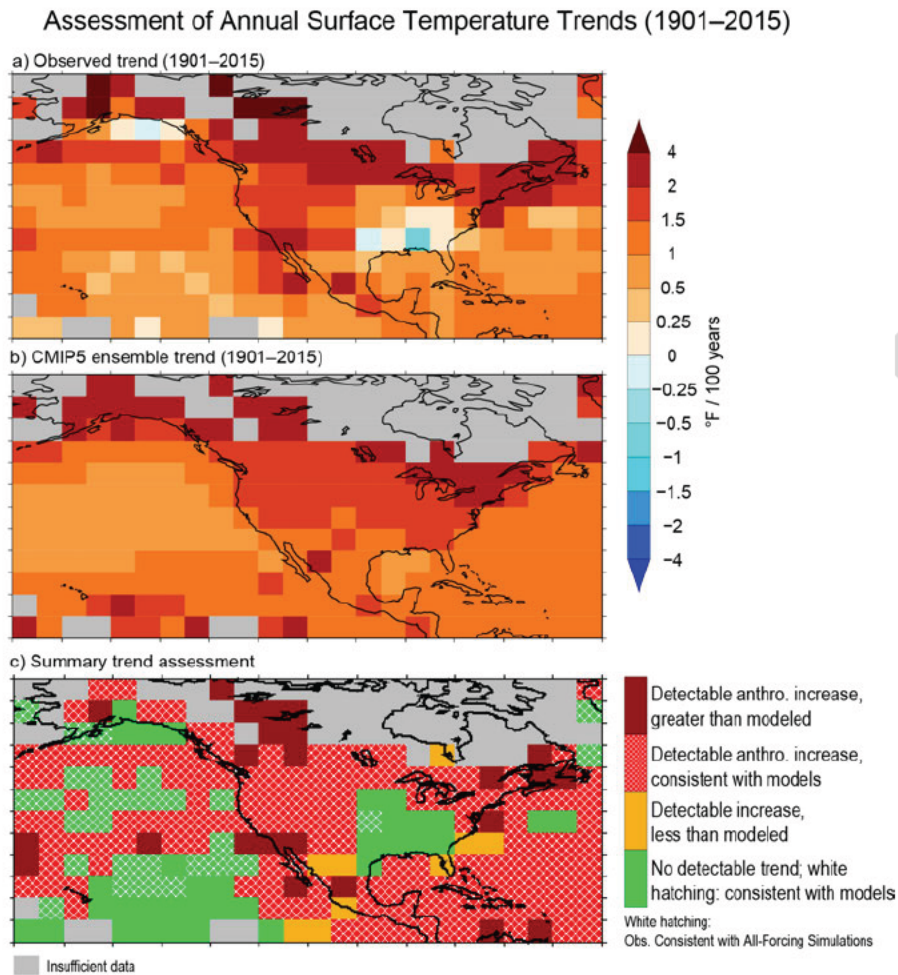 Assessment of Annual Surface Temperature Trends (1901–2015)
a) Observed trend (1901–2015)
4
2
1.5
1
0.5
0.25
0
−0.25
−0.5
−1
−1.5
−2
−4
°F / 100 years
b) CMIP5 ensemble trend (1901–2015)
c) Summary trend assessment
Detectable anthro. increase,
greater than modeled
Detectable anthro. increase,
consistent with models
Detectable increase,
less than modeled
No detectable trend; white
hatching: consistent with models
White hatching:
Obs. Consistent with All-Forcing Simulations
Insufficient data